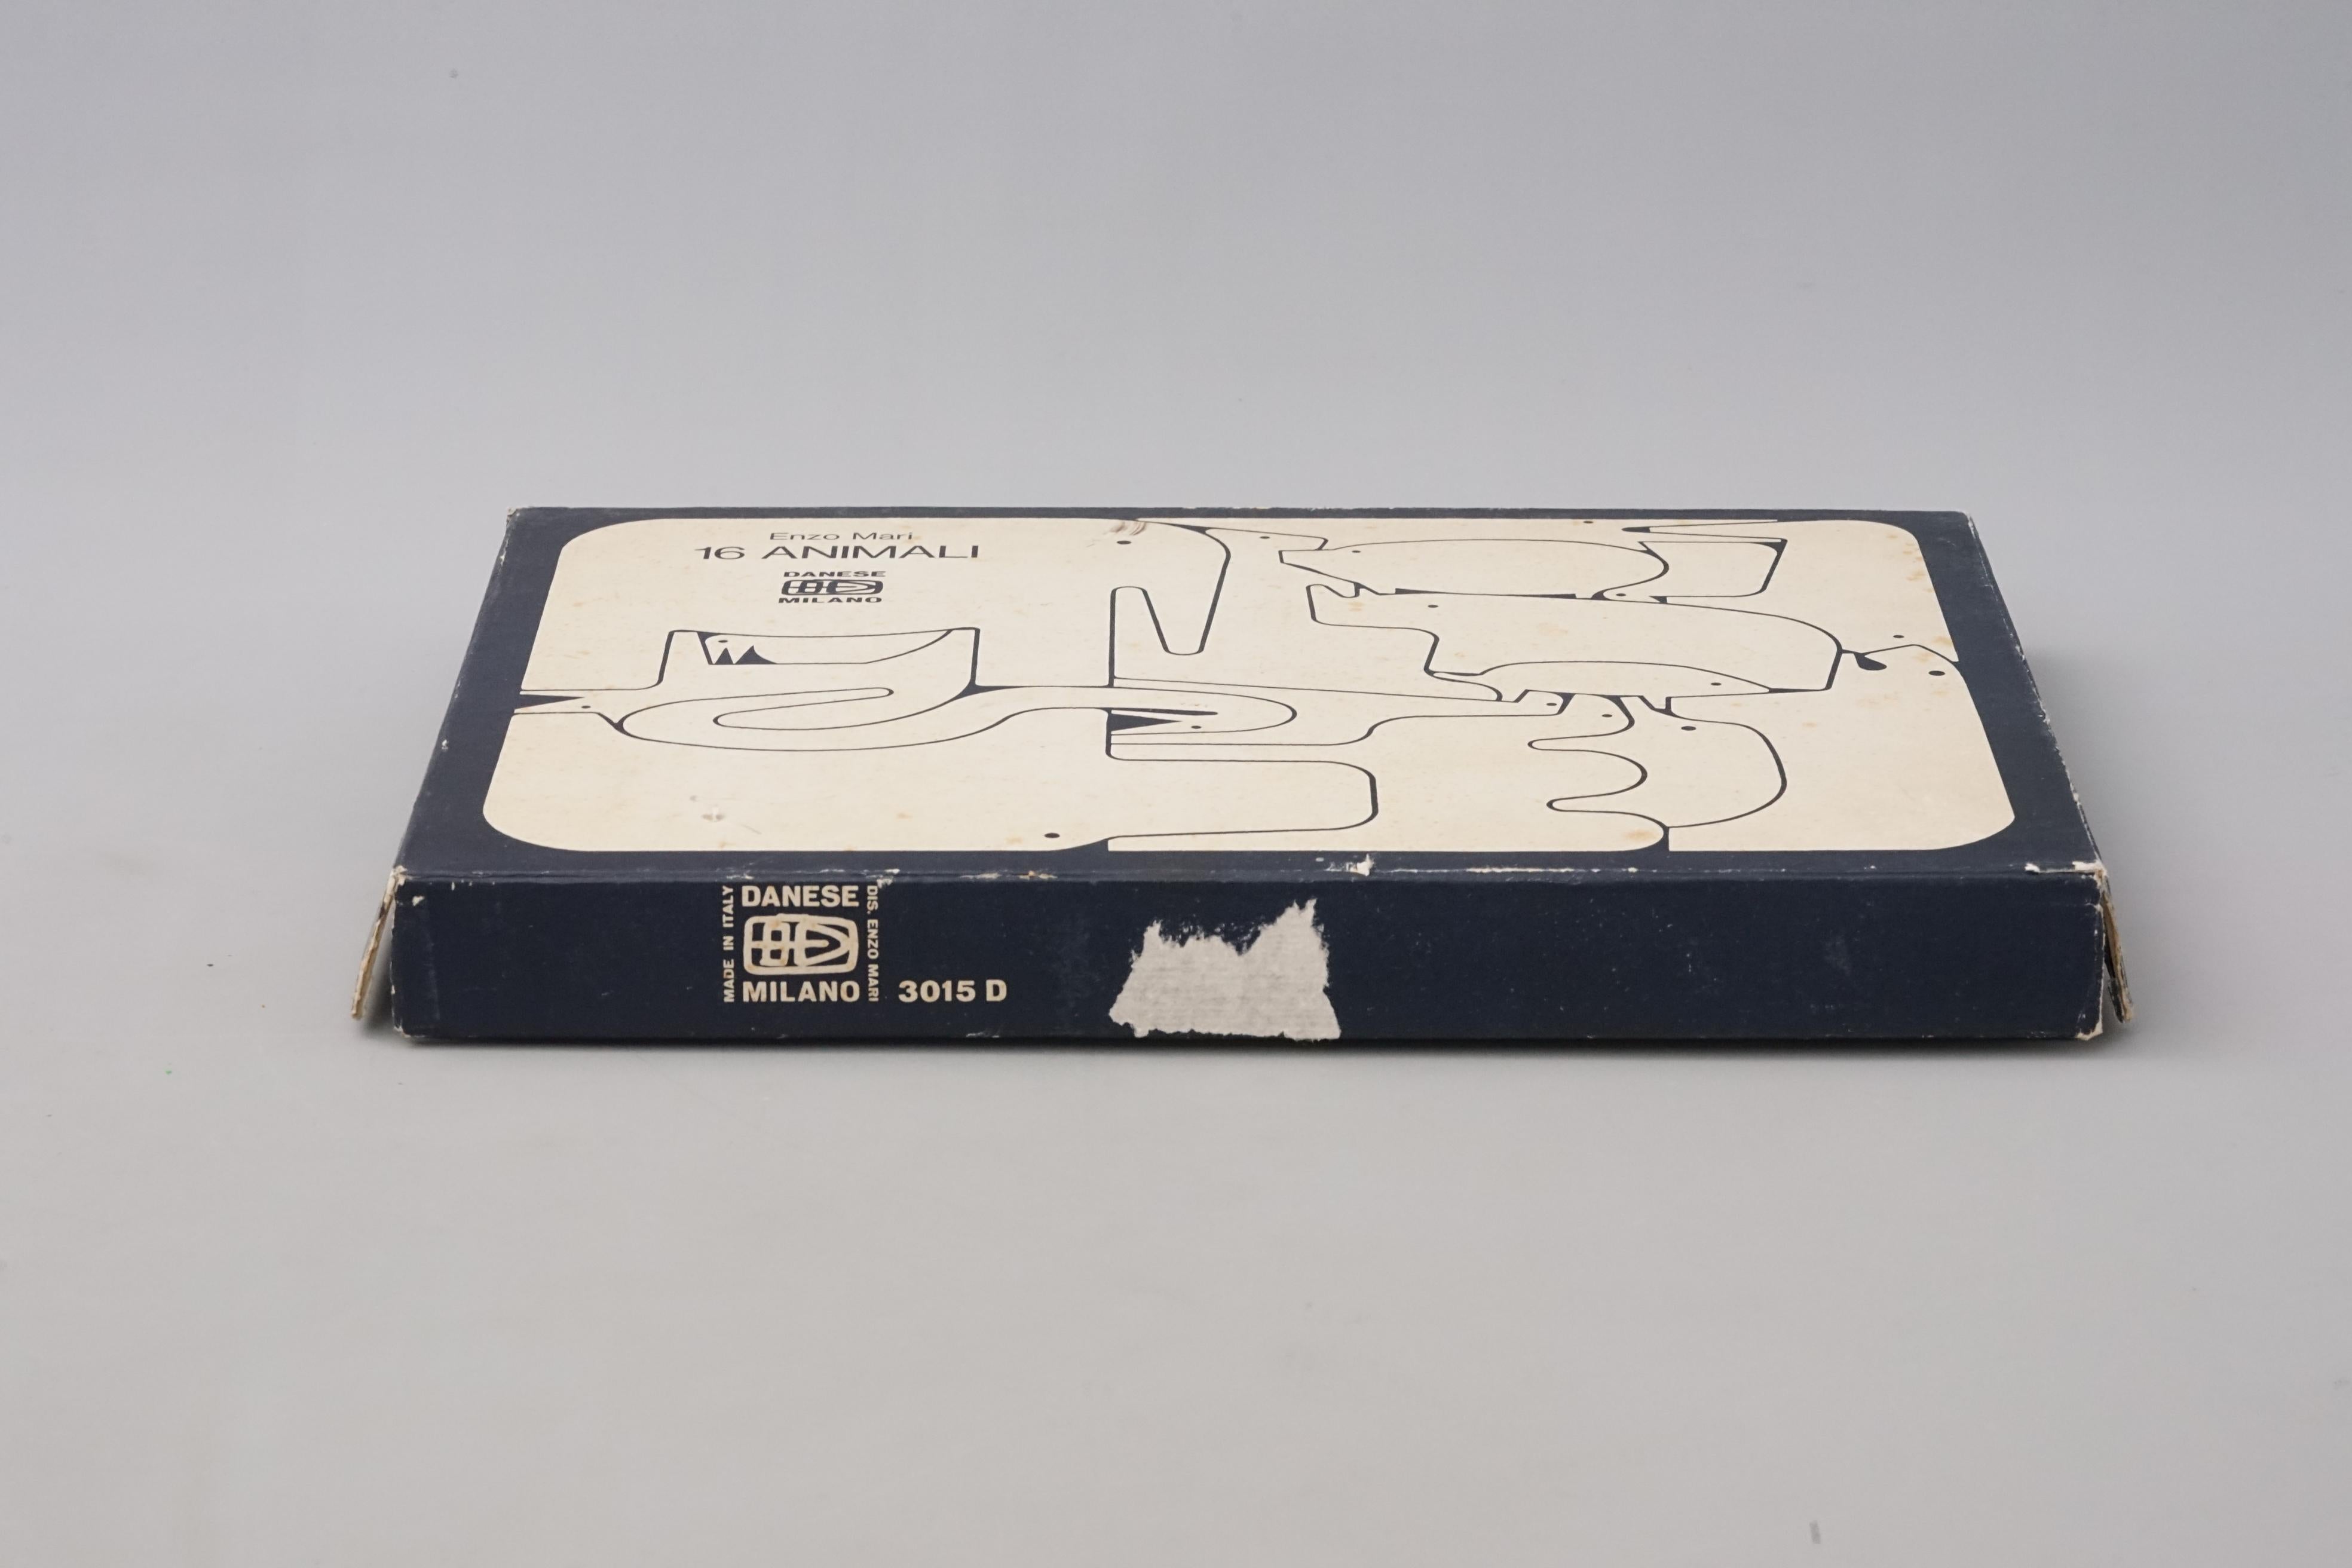 Enzo Mari
16 ANIMALI
DANESE
MILANO
MADE IN ITALY
DANESE
MILANO
DIS. ENZO MARI
3015 D